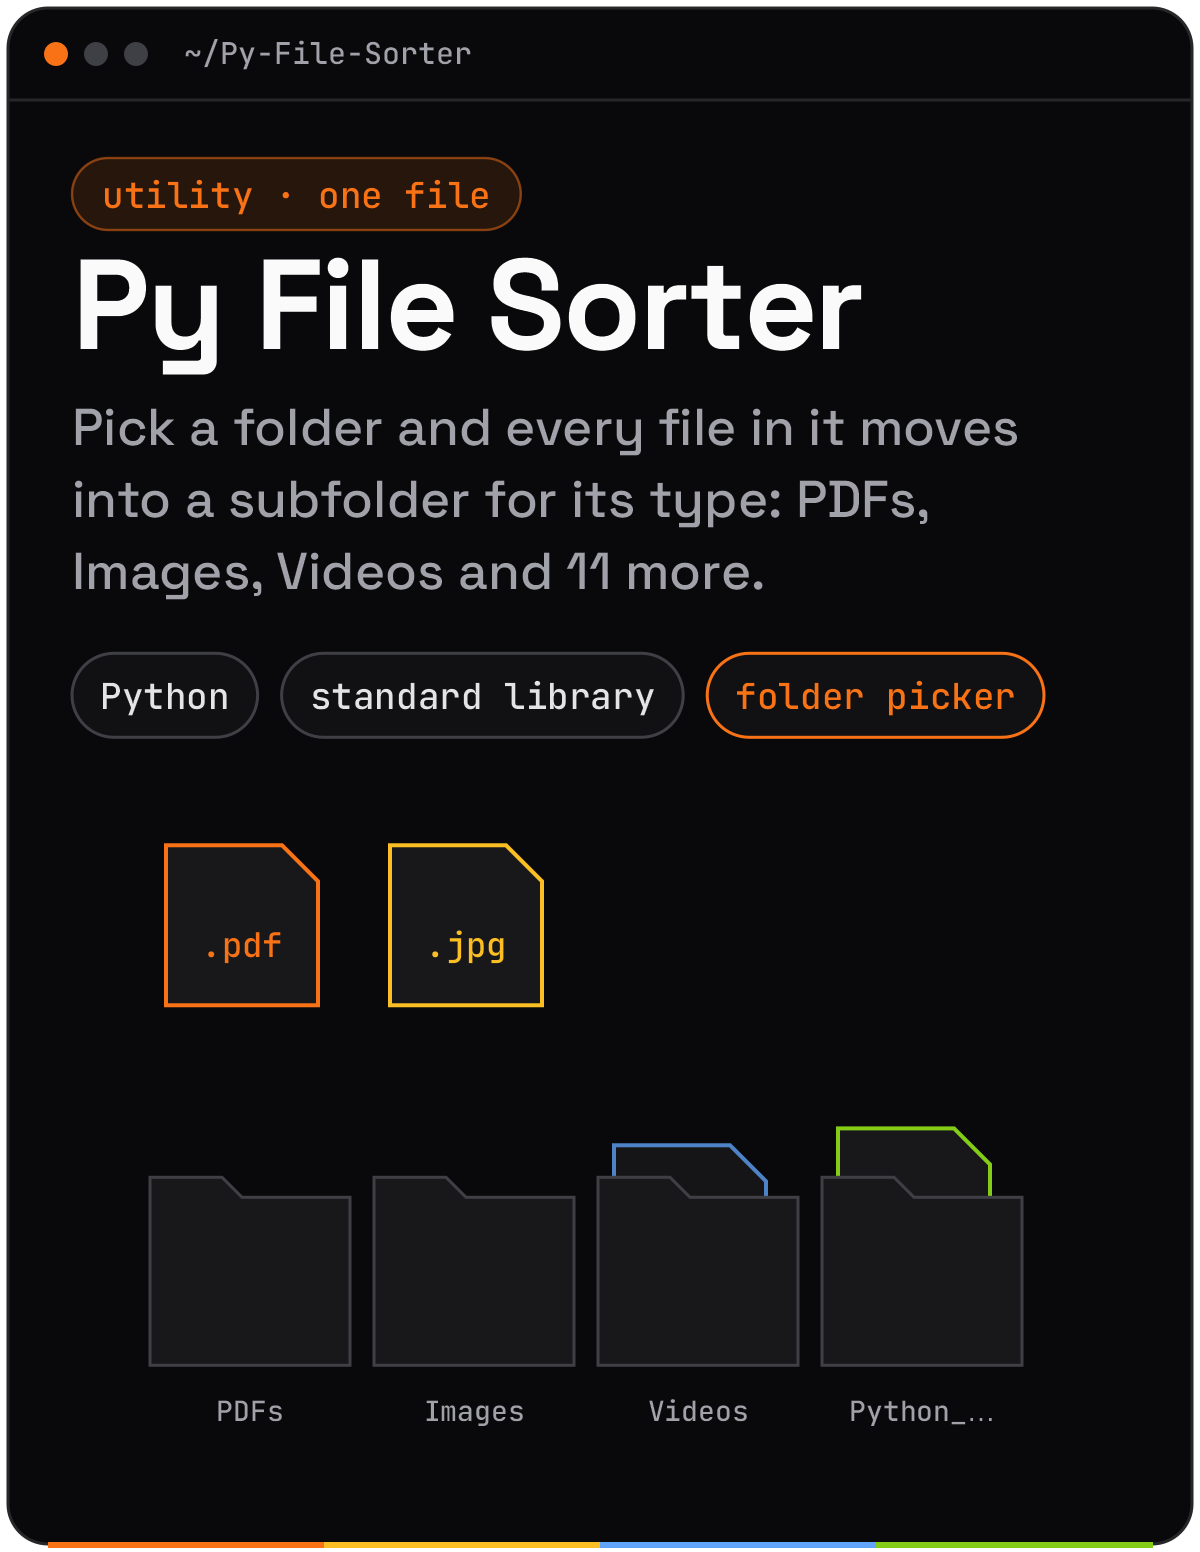 ~/Py-File-Sorter
utility · one file
Py File Sorter
Pick a folder and every file in it moves
into a subfolder for its type: PDFs,
Images, Videos and 11 more.
Python
standard library
folder picker
.pdf
.jpg
PDFs
Images
Videos
Python_...